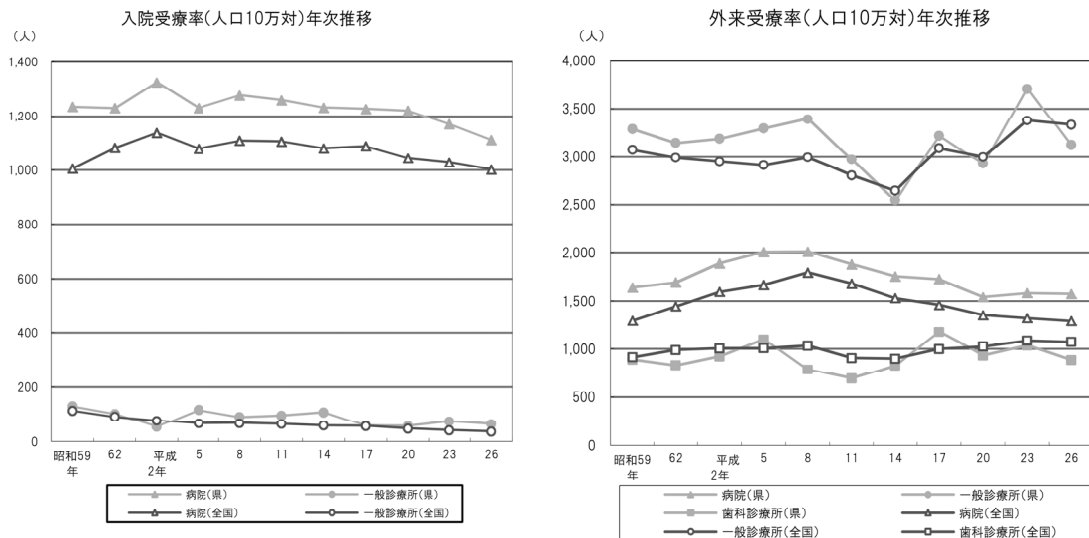 入院受療率(人口10万対)年次推移
(人)
1,400
1,200
1,000
800
600
400
200
0
昭和59年
62
平成2年
5
8
11
14
17
20
23
26
病院(県)
一般診療所(県)
病院(全国)
一般診療所(全国)
外来受療率(人口10万対)年次推移
(人)
4,000
3,500
3,000
2,500
2,000
1,500
1,000
500
0
昭和59年
62
平成2年
5
8
11
14
17
20
23
26
病院(県)
一般診療所(県)
歯科診療所(県)
病院(全国)
一般診療所(全国)
歯科診療所(全国)